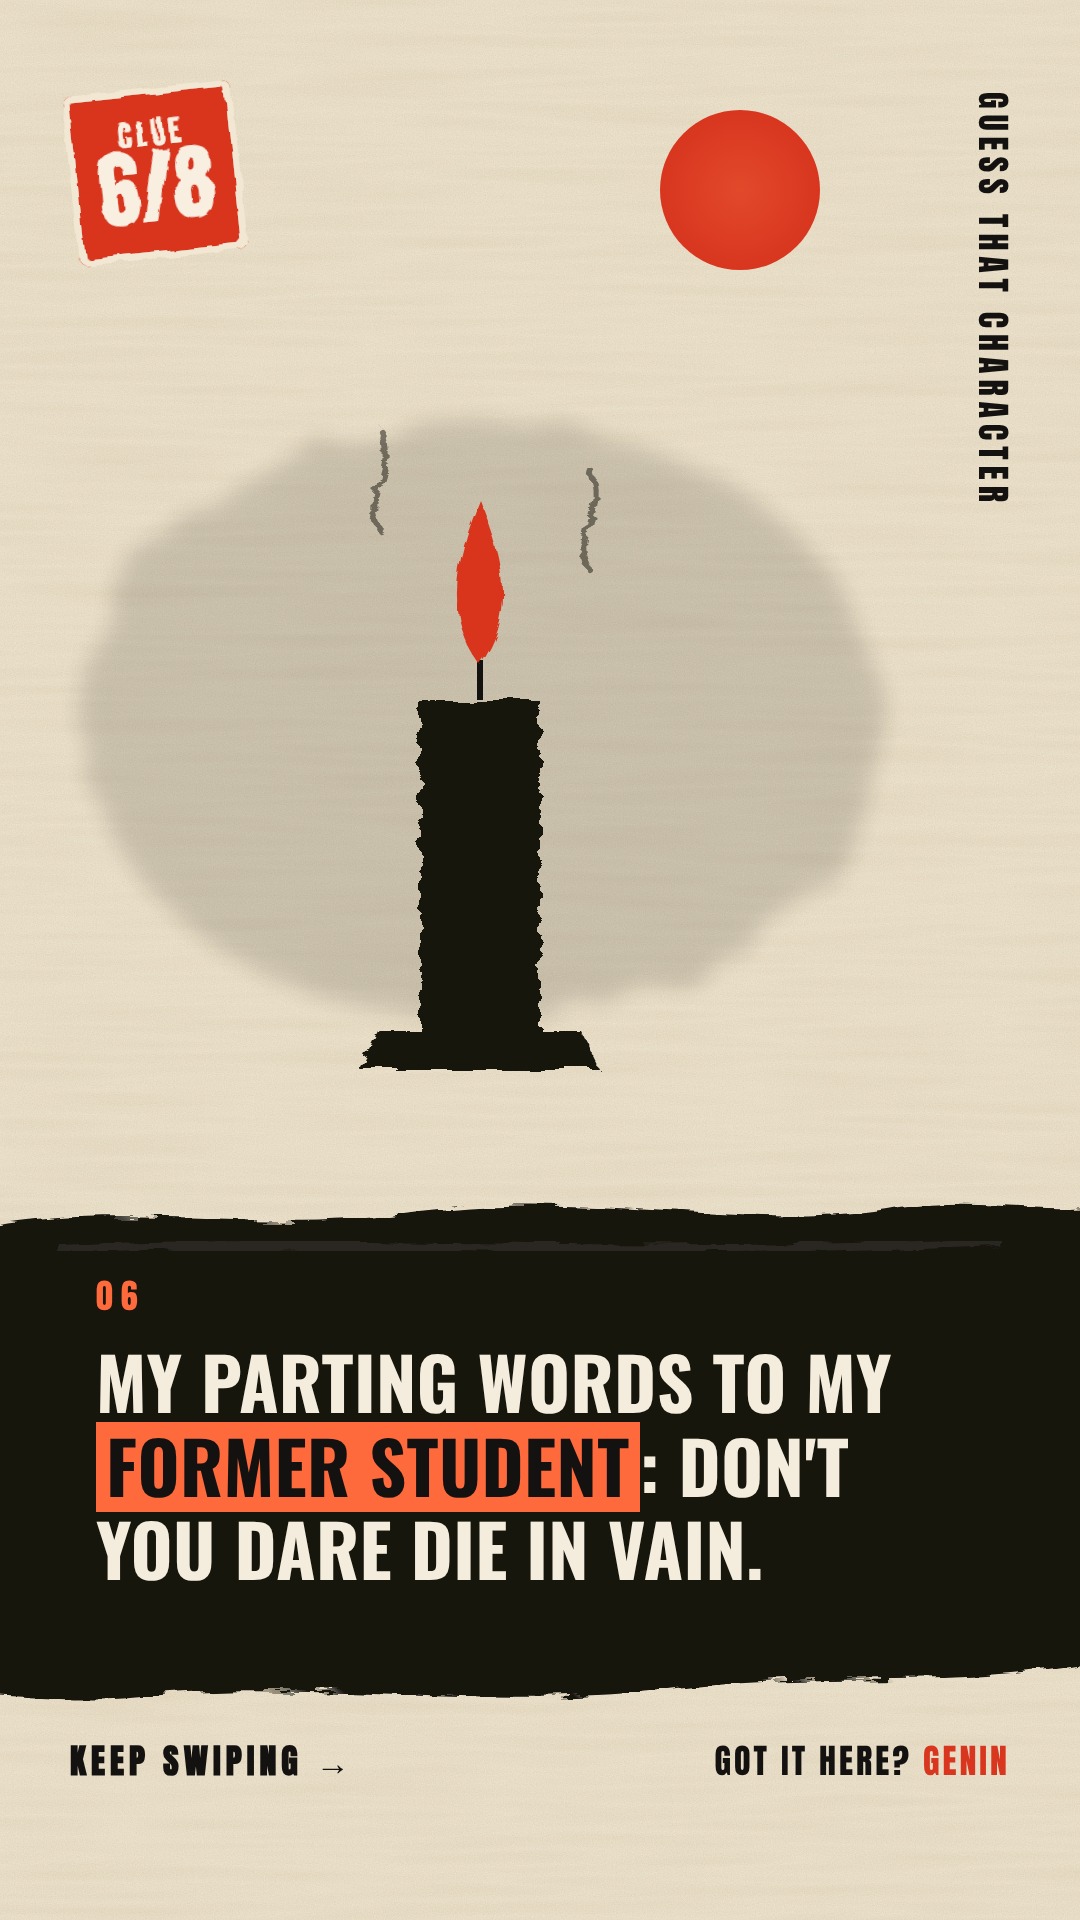 CLUE
6/8
GUESS THAT CHARACTER
06
MY PARTING WORDS TO MY
FORMER STUDENT: DON'T
YOU DARE DIE IN VAIN.
KEEP SWIPING →
GOT IT HERE? GENIN